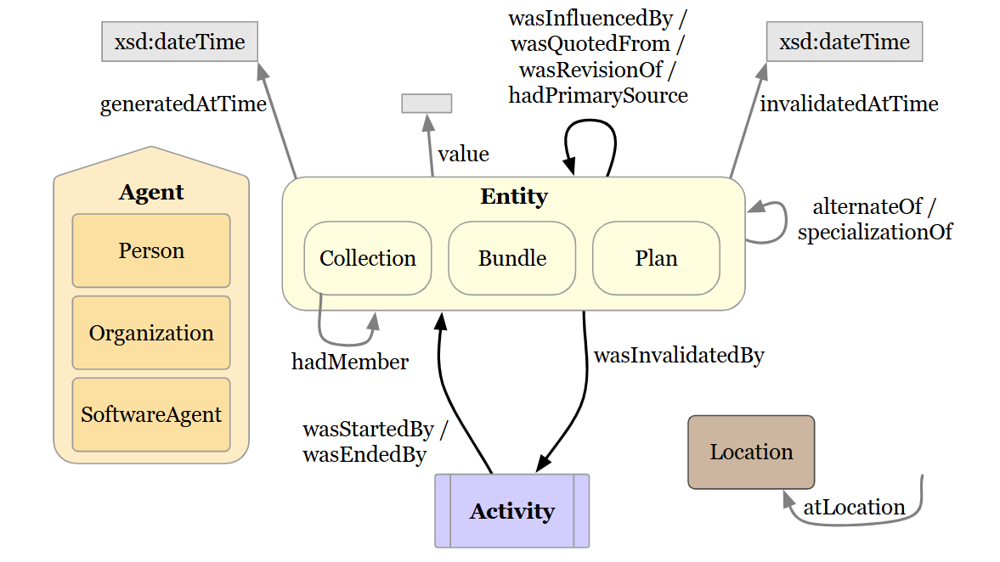 wasInfluencedBy /
wasQuotedFrom /
wasRevisionOf /
hadPrimarySource
xsd:dateTime
xsd:dateTime
generatedAtTime
invalidatedAtTime
value
Agent
Person
Organization
SoftwareAgent
Entity
Collection
Bundle
Plan
alternateOf /
specializationOf
hadMember
wasInvalidatedBy
wasStartedBy /
wasEndedBy
Activity
Location
atLocation